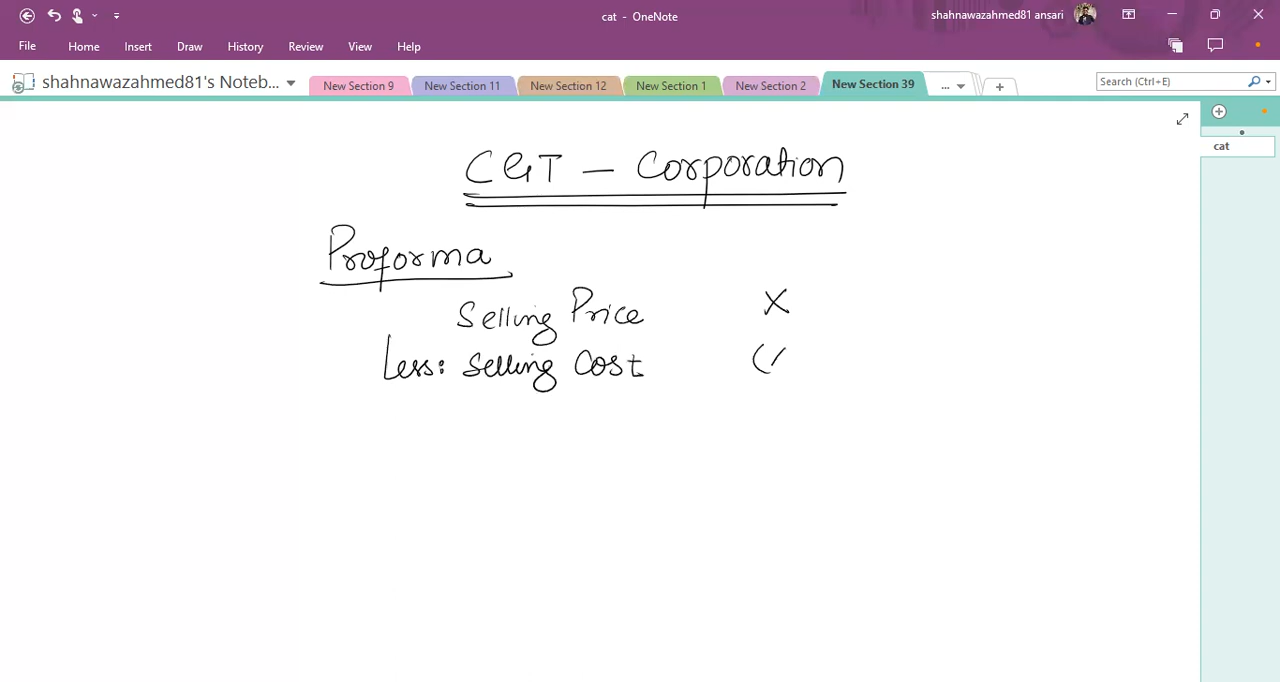 cat - OneNote
shahnawazahmed81 ansari
File Home Insert Draw History Review View Help
shahnawazahmed81's Noteb...
New Section 9 New Section 11 New Section 12 New Section 1 New Section 2 New Section 39 ...
Search (Ctrl+E)
cat
CGT – Corporation
Proforma
Selling Price X
Less: Selling Cost (